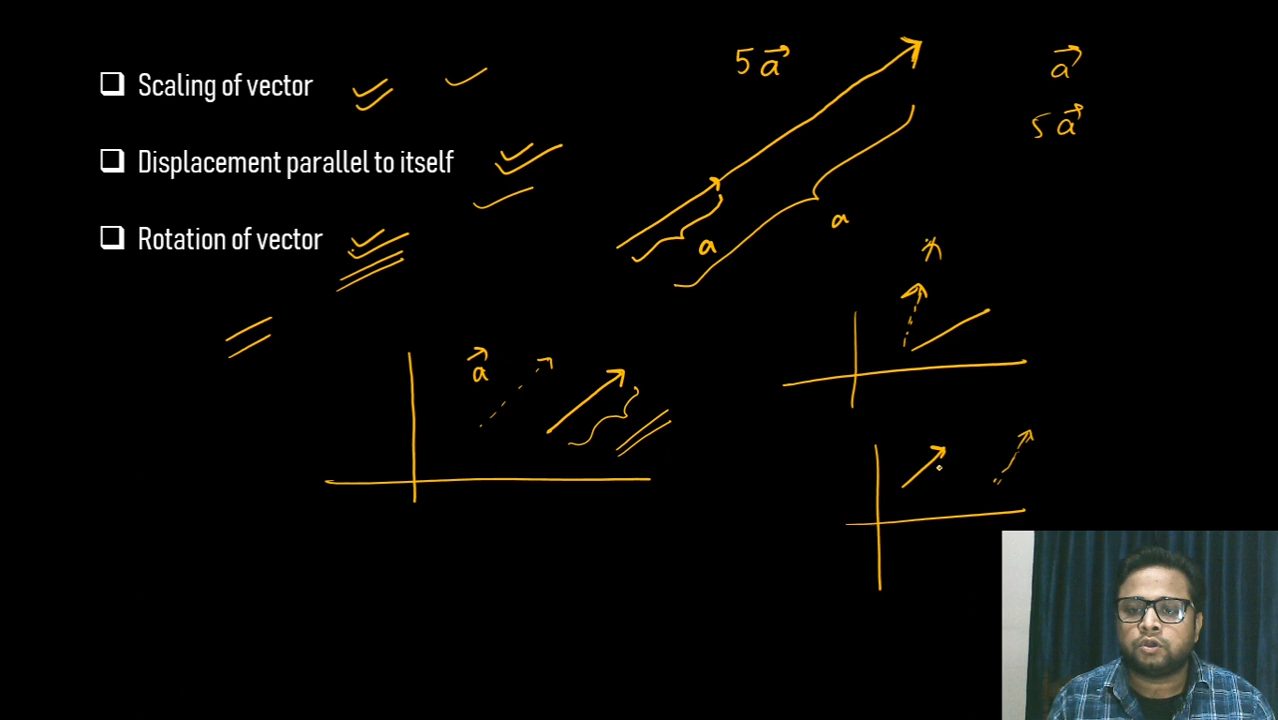 Scaling of vector
Displacement parallel to itself
Rotation of vector
5a⃗
a⃗
5a⃗
a
a
a⃗